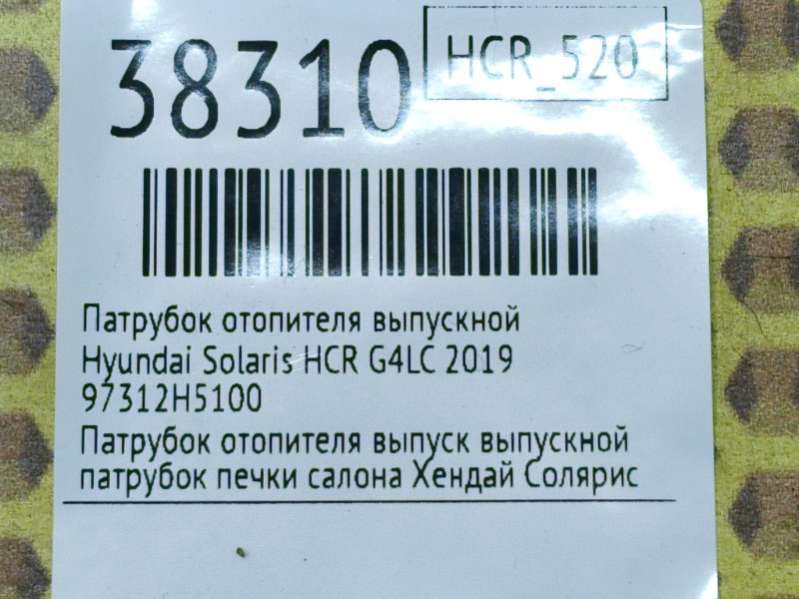 38310
HCR_520
Патрубок отопителя выпускной
Hyundai Solaris HCR G4LC 2019
97312H5100
Патрубок отопителя выпуск выпускной
патрубок печки салона Хендай Солярис